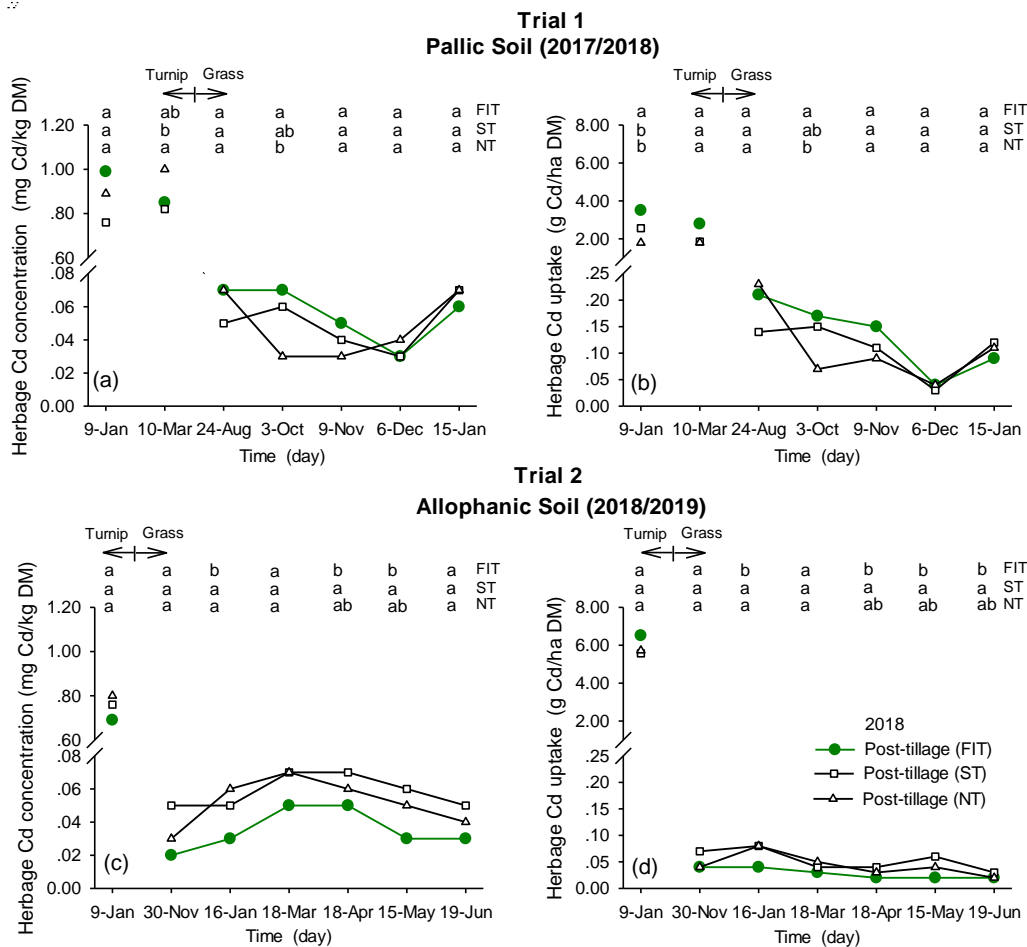 Trial 1
Pallic Soil (2017/2018)
Turnip Grass
a ab a a a a a FIT
a b a ab a a a ST
a a a b a a a NT
Herbage Cd concentration (mg Cd/kg DM)
1.20
1.00
.80
.60
.08
.06
.04
.02
0.00
(a)
9-Jan 10-Mar 24-Aug 3-Oct 9-Nov 6-Dec 15-Jan
Time (day)
Turnip Grass
a a a a a a a FIT
b a a ab a a a ST
b a a b a a a NT
Herbage Cd uptake (g Cd/ha DM)
8.00
6.00
4.00
2.00
.25
.20
.15
.10
.05
0.00
(b)
9-Jan 10-Mar 24-Aug 3-Oct 9-Nov 6-Dec 15-Jan
Time (day)
Trial 2
Allophanic Soil (2018/2019)
Turnip Grass
a a b a b b a FIT
a a a a a a a ST
a a a a ab ab a NT
Herbage Cd concentration (mg Cd/kg DM)
1.20
1.00
.80
.60
.08
.06
.04
.02
0.00
(c)
9-Jan 30-Nov 16-Jan 18-Mar 18-Apr 15-May 19-Jun
Time (day)
Turnip Grass
a a b a b b b FIT
a a a a a a a ST
a a a a ab ab ab NT
Herbage Cd uptake (g Cd/ha DM)
8.00
6.00
4.00
2.00
.25
.20
.15
.10
.05
0.00
(d)
2018
Post-tillage (FIT)
Post-tillage (ST)
Post-tillage (NT)
9-Jan 30-Nov 16-Jan 18-Mar 18-Apr 15-May 19-Jun
Time (day)